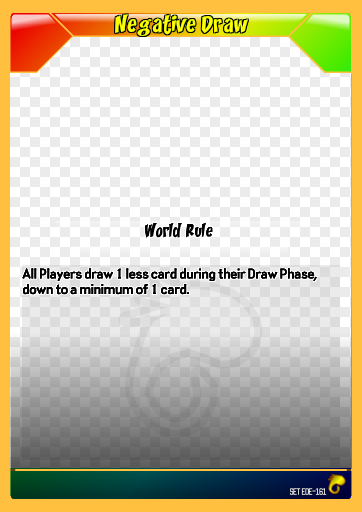 Negative Draw
World Rule
All Players draw 1 less card during their Draw Phase,
down to a minimum of 1 card.
SET EDE-161